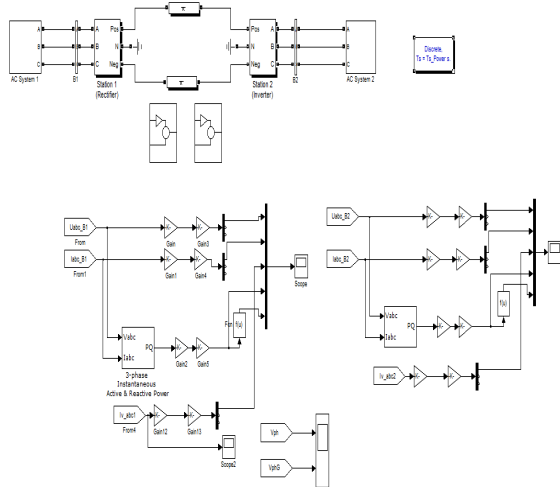 A
B
C
A
B
C
Pos
N
Neg
Pos
N
Neg
A
B
C
A
B
C
AC System 1
B1
Station 1
(Rectifier)
Station 2
(Inverter)
B2
AC System 2
Discrete,
Ts = Ts_Power s.
Uabc_B1
From
Gain
Gain3
Iabc_B1
From1
Gain1
Gain4
Scope
Vabc
Iabc
PQ
Gain2
Gain5
Fcn
f(u)
3-phase
Instantaneous
Active & Reactive Power
Iv_abc1
From4
Gain12
Gain13
Scope2
Vph
VphG
Uabc_B2
Iabc_B2
Vabc
Iabc
PQ
f(u)
Iv_abc2